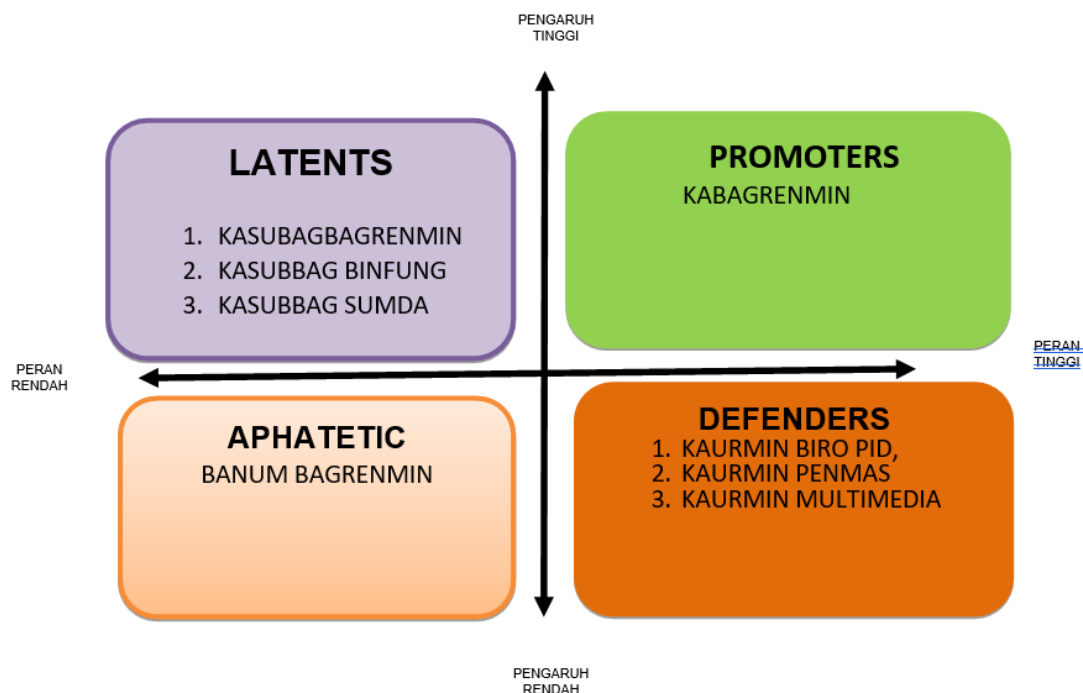 PENGARUH
TINGGI
LATENTS
1. KASUBAGBAGRENMIN
2. KASUBBAG BINFUNG
3. KASUBBAG SUMDA
PROMOTERS
KABAGRENMIN
PERAN
RENDAH
PERAN
TINGGI
APHATETIC
BANUM BAGRENMIN
DEFENDERS
1. KAURMIN BIRO PID,
2. KAURMIN PENMAS
3. KAURMIN MULTIMEDIA
PENGARUH
RENDAH